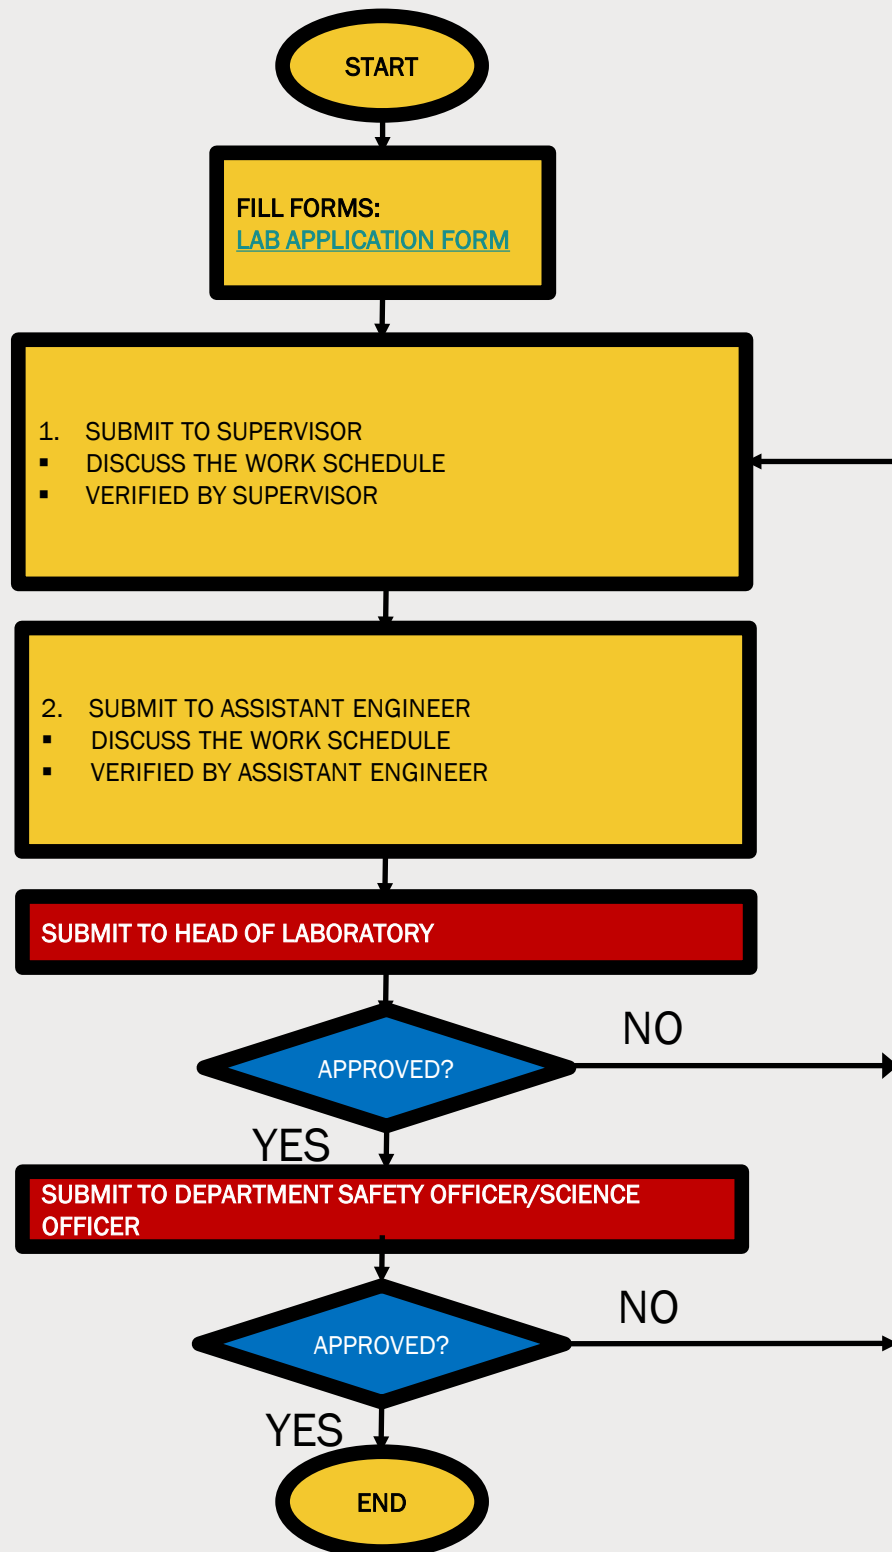 START
FILL FORMS:
LAB APPLICATION FORM
1. SUBMIT TO SUPERVISOR
▪ DISCUSS THE WORK SCHEDULE
▪ VERIFIED BY SUPERVISOR
2. SUBMIT TO ASSISTANT ENGINEER
▪ DISCUSS THE WORK SCHEDULE
▪ VERIFIED BY ASSISTANT ENGINEER
SUBMIT TO HEAD OF LABORATORY
NO
APPROVED?
YES
SUBMIT TO DEPARTMENT SAFETY OFFICER/SCIENCE
OFFICER
NO
APPROVED?
YES
END